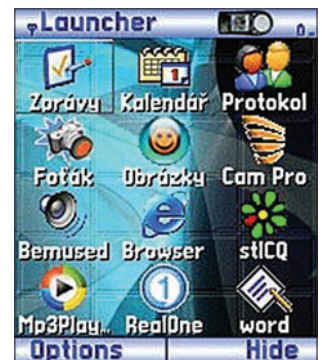 Launcher
Zprávy Kalendář Protokol
Foťák Obrázky Cam Pro
Bemused Browser stICQ
Mp3Play... RealOne word
Options Hide